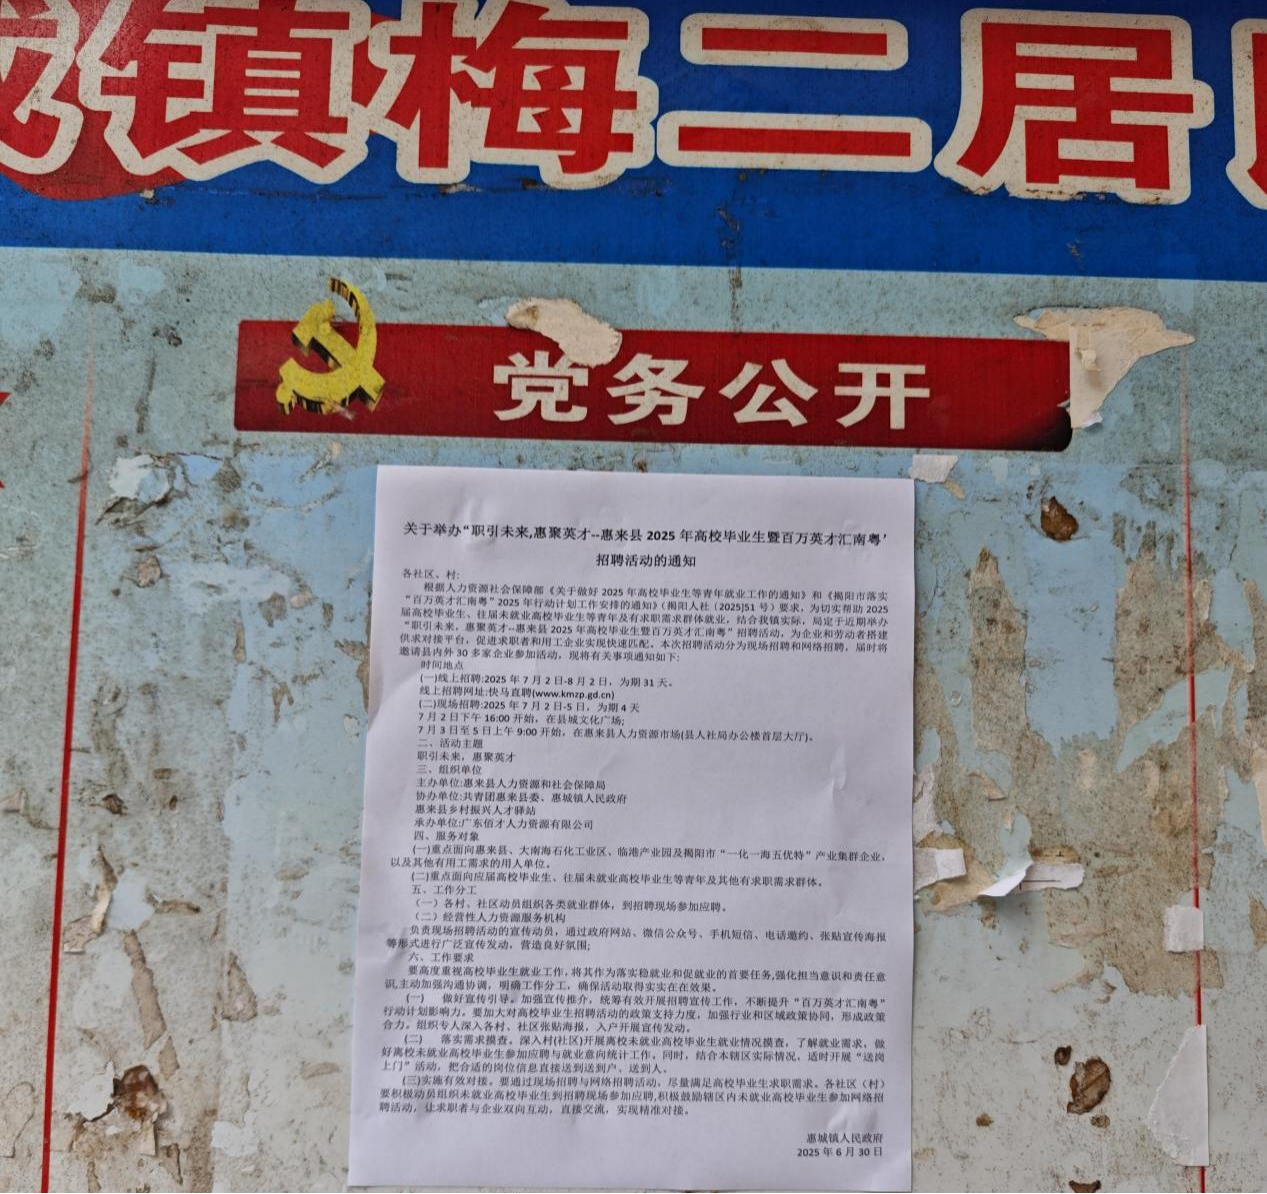 镇梅二居
党务公开
关于举办“职引未来,惠聚英才--惠来县 2025 年高校毕业生暨百万英才汇南粤’
招聘活动的通知
各社区、村:
根据人力资源社会保障部《关于做好 2025 年高校毕业生等青年就业工作的通知》和《揭阳市落实
“百万英才汇南粤”2025 年行动计划工作安排的通知》（揭阳人社〔2025]51 号）要求，为切实帮助 2025
届高校毕业生、往届未就业高校毕业生等青年及有求职需求群体就业，结合我镇实际，局定于近期举办
“职引未来，惠聚英才--惠来县 2025 年高校毕业生暨百万英才汇南粤”招聘活动，为企业和劳动者搭建
供求对接平台，促进求职者和用工企业实现快速匹配。本次招聘活动分为现场招聘和网络招聘，届时将
邀请县内外 30 多家企业参加活动，现将有关事项通知如下:
时间地点
(一)线上招聘:2025 年 7 月 2 日-8 月 2 日，为期 31 天。
线上招聘网址:快马直聘(www.kmzp.gd.cn)
(二)现场招聘:2025 年 7 月 2 日-5 日，为期 4 天
7 月 2 日下午 16:00 开始，在县城文化广场;
7 月 3 日至 5 日上午 9:00 开始，在惠来县人力资源市场(县人社局办公楼首层大厅)。
二、活动主题
职引未来，惠聚英才
三、组织单位
主办单位:惠来县人力资源和社会保障局
协办单位:共青团惠来县委、惠城镇人民政府
惠来县乡村振兴人才驿站
承办单位:广东佰才人力资源有限公司
四、服务对象
(一)重点面向惠来县、大南海石化工业区、临港产业园及揭阳市“一化一海五优特”产业集群企业，
以及其他有用工需求的用人单位。
(二)重点面向应届高校毕业生、往届未就业高校毕业生等青年及其他有求职需求群体。
五、工作分工
（一）各村、社区动员组织各类就业群体，到招聘现场参加应聘。
（二）经营性人力资源服务机构
负责现场招聘活动的宣传动员，通过政府网站、微信公众号、手机短信、电话邀约、张贴宣传海报
等形式进行广泛宣传发动，营造良好氛围;
六、工作要求
要高度重视高校毕业生就业工作,将其作为落实稳就业和促就业的首要任务,强化担当意识和责任意
识,主动加强沟通协调，明确工作分工，确保活动取得实实在在效果。
(一) 做好宣传引导。加强宣传推介，统筹有效开展招聘宣传工作，不断提升“百万英才汇南粤”
行动计划影响力。要加大对高校毕业生招聘活动的政策支持力度，加强行业和区域政策协同，形成政策
合力。组织专人深入各村、社区张贴海报，入户开展宣传发动。
(二) 落实需求摸查。深入村(社区)开展离校未就业高校毕业生就业情况摸查，了解就业需求，做
好离校未就业高校毕业生参加应聘与就业意向统计工作。同时，结合本辖区实际情况，适时开展“送岗
上门”活动，把合适的岗位信息直接送到送到户、送到人。
(三)实施有效对接。要通过现场招聘与网络招聘活动，尽量满足高校毕业生求职需求。各社区（村）
要积极动员组织未就业高校毕业生到招聘现场参加应聘,积极鼓励辖区内未就业高校毕业生参加网络招
聘活动，让求职者与企业双向互动，直接交流，实现精准对接。
惠城镇人民政府
2025 年 6 月 30 日